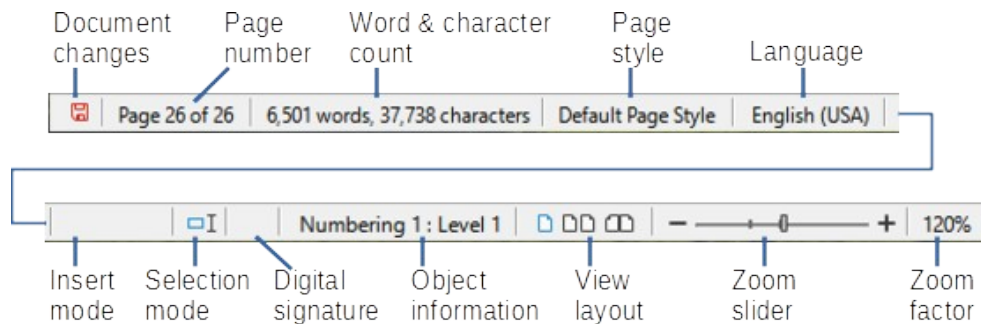 Document Page Word & character Page Language
changes number count style
Page 26 of 26 6,501 words, 37,738 characters Default Page Style English (USA)
Numbering 1 : Level 1 120%
Insert Selection Digital Object View Zoom Zoom
mode mode signature information layout slider factor